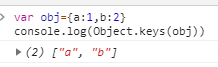 > var obj={a:1,b:2}
console.log(Object.keys(obj))
▶ (2) ["a", "b"]